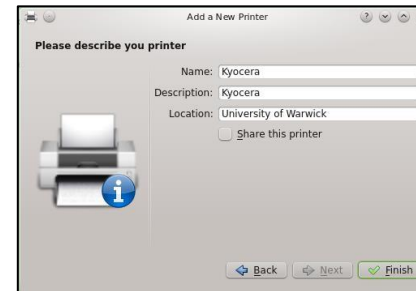 Add a New Printer
Please describe you printer
Name: Kyocera
Description: Kyocera
Location: University of Warwick
Share this printer
Back Next Finish